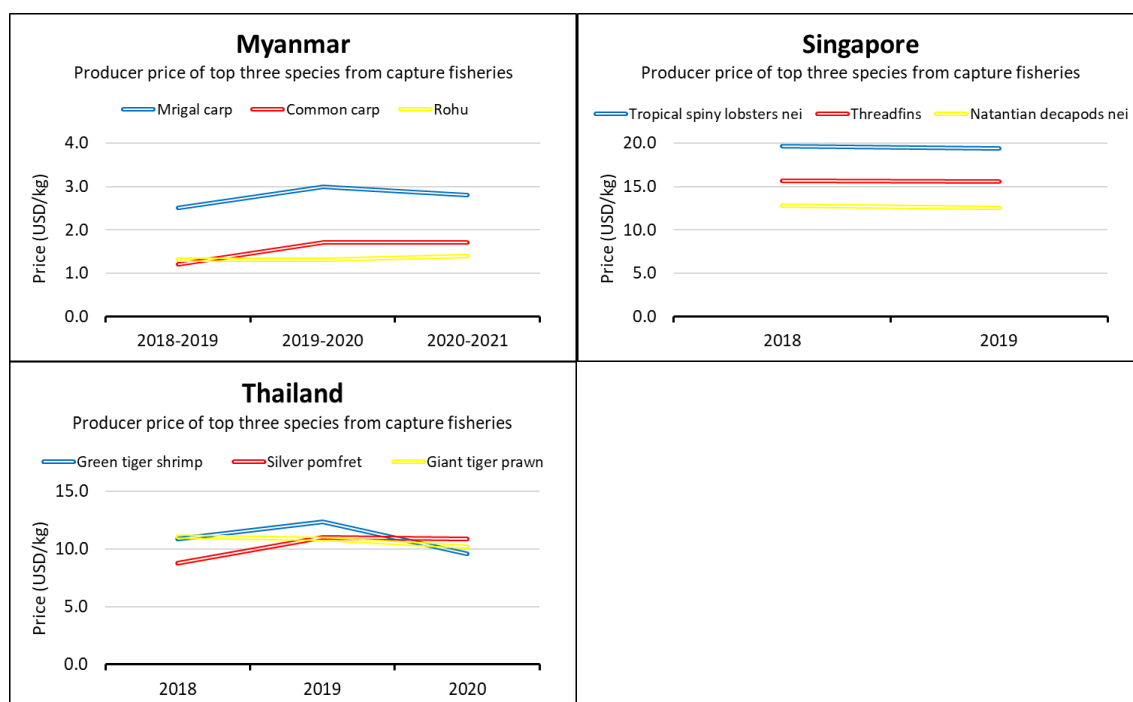 Myanmar
Producer price of top three species from capture fisheries
Mrigal carp Common carp Rohu
4.0
3.0
2.0
1.0
0.0
Price (USD/kg)
2018-2019 2019-2020 2020-2021
Singapore
Producer price of top three species from capture fisheries
Tropical spiny lobsters nei Threadfins Natantian decapods nei
20.0
15.0
10.0
5.0
0.0
Price (USD/kg)
2018 2019
Thailand
Producer price of top three species from capture fisheries
Green tiger shrimp Silver pomfret Giant tiger prawn
15.0
10.0
5.0
0.0
Price (USD/kg)
2018 2019 2020